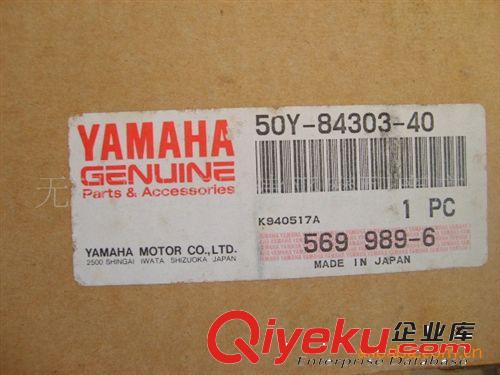 YAMAHA
GENUINE
Parts & Accessories
YAMAHA MOTOR CO.,LTD.
2500 SHINGAI IWATA SHIZUOKA JAPAN
50Y-84303-40
K940517A
1 PC
569 989-6
MADE IN JAPAN
Qiyeku.com
企业库
Enterprise Database